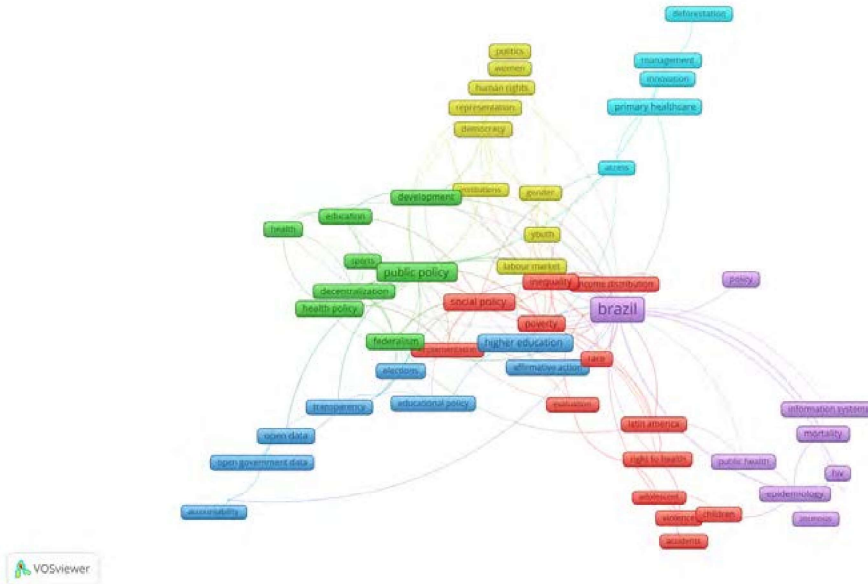 deforestation
politics
women
management
innovation
human rights
representation
primary healthcare
democracy
access
institutions
gender
development
education
health
youth
sports
labour market
public policy
inequality
income distribution
policy
decentralization
social policy
health policy
brazil
poverty
federalism
higher education
race
affirmative action
elections
educational policy
evaluation
transparency
information systems
latin america
open data
mortality
open government data
right to health
public health
hiv
epidemiology
accountability
violence
children
accidents
VOSviewer